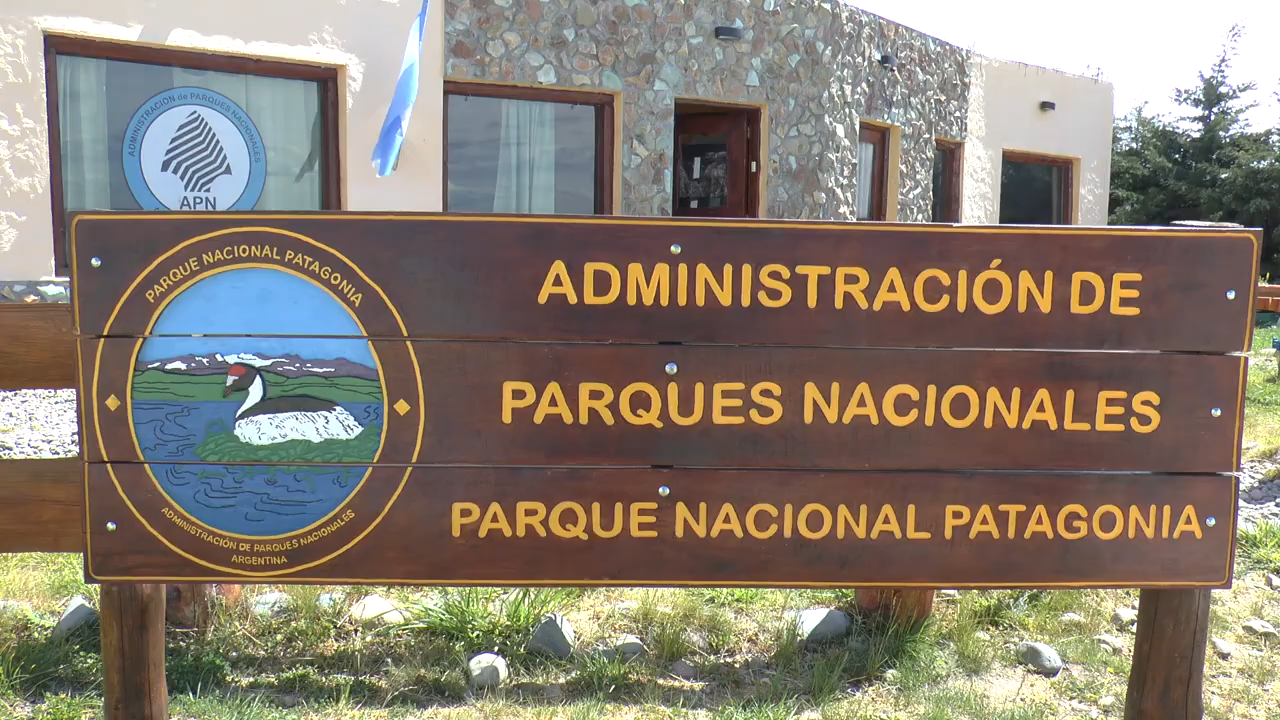 ADMINISTRACIÓN de PARQUES NACIONALES
APN
PARQUE NACIONAL PATAGONIA
ADMINISTRACIÓN DE PARQUES NACIONALES
ARGENTINA
ADMINISTRACIÓN DE
PARQUES NACIONALES
PARQUE NACIONAL PATAGONIA